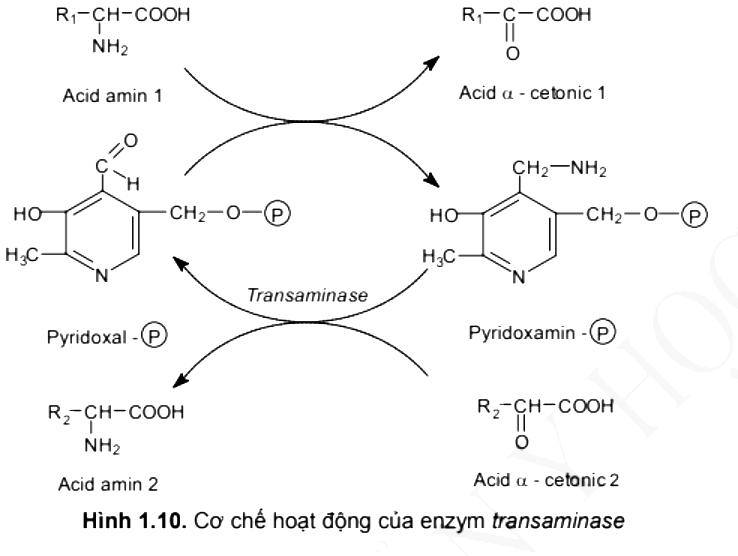 R₁–CH–COOH
NH₂
Acid amin 1
R₁–C–COOH
O
Acid α - cetonic 1
O
C
H
HO
CH₂–O–P
H₃C
N
Pyridoxal - P
CH₂–NH₂
HO
CH₂–O–P
H₃C
N
Pyridoxamin - P
Transaminase
R₂–CH–COOH
NH₂
Acid amin 2
R₂–CH–COOH
O
Acid α - cetonic 2
Hình 1.10. Cơ chế hoạt động của enzym transaminase